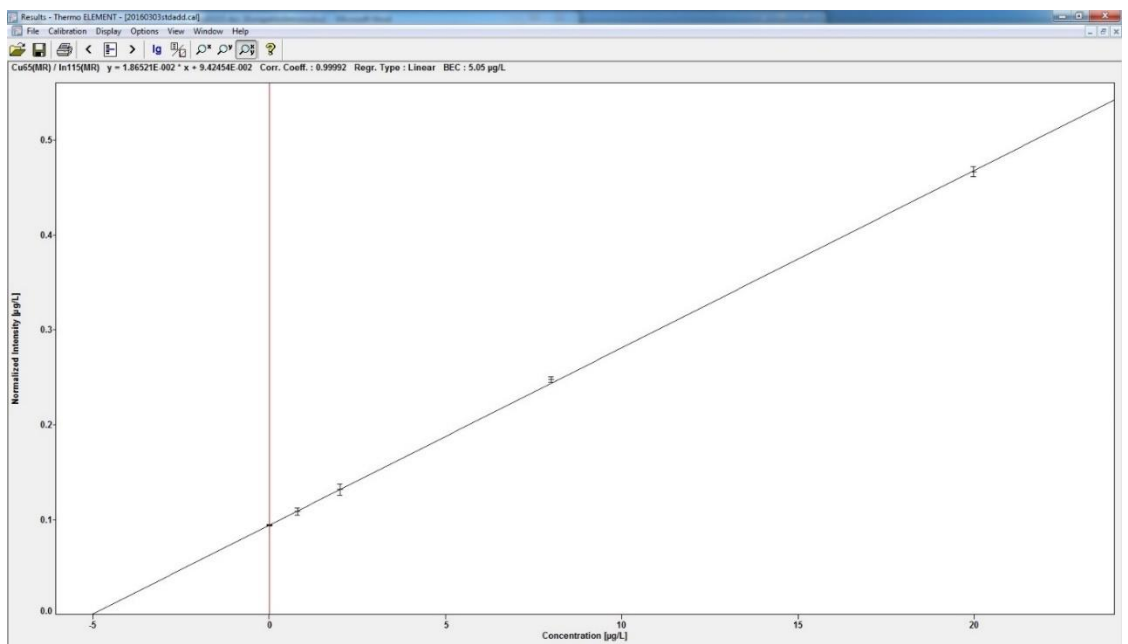 Results - Thermo ELEMENT - [20160303stdadd.cal]
File Calibration Display Options View Window Help
lg
Cu65(MR) / In115(MR) y = 1.86521E-002 * x + 9.42454E-002 Corr. Coeff. : 0.99992 Regr. Type : Linear BEC : 5.05 µg/L
Normalized Intensity [µg/L]
0.5
0.4
0.3
0.2
0.1
0.0
-5 0 5 10 15 20
Concentration [µg/L]